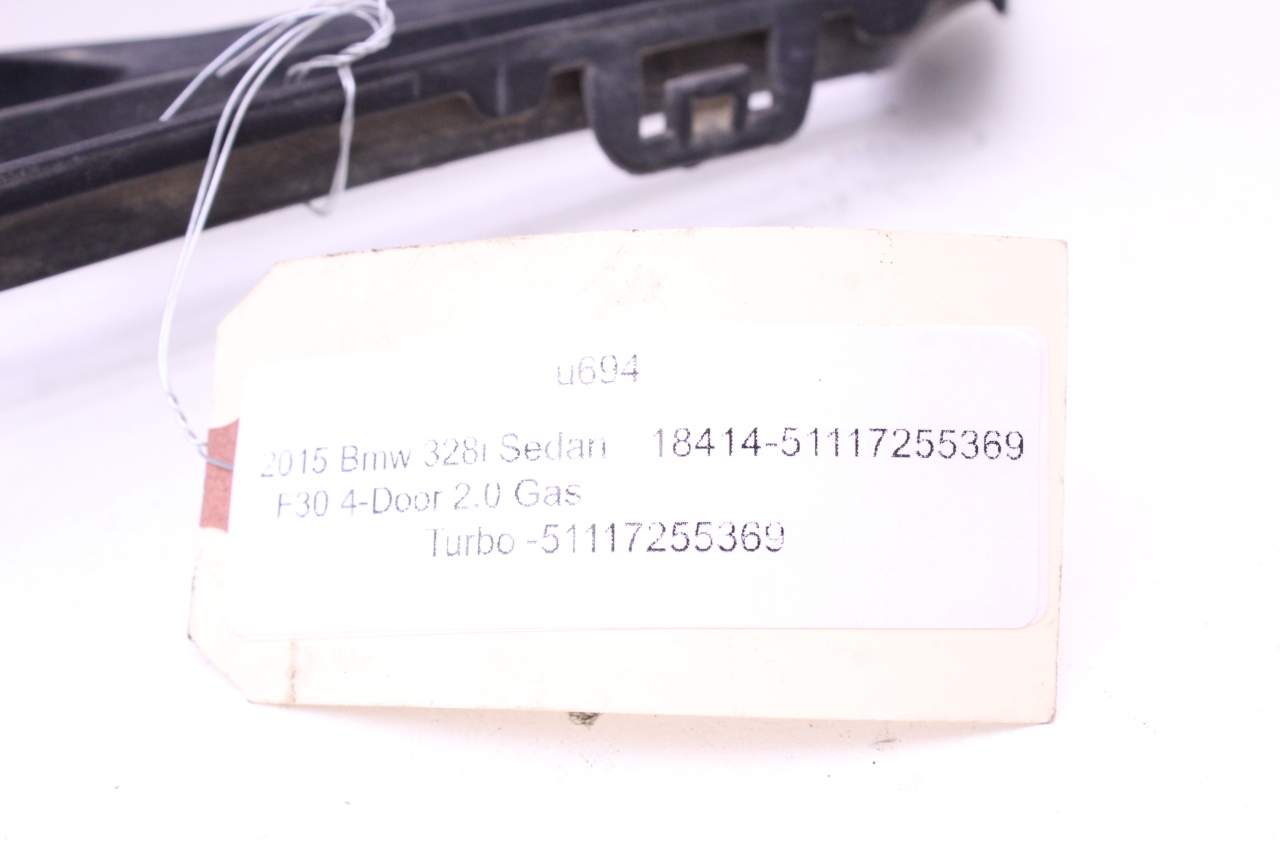 u694
2015 Bmw 328i Sedan 18414-51117255369
F30 4-Door 2.0 Gas
Turbo -51117255369